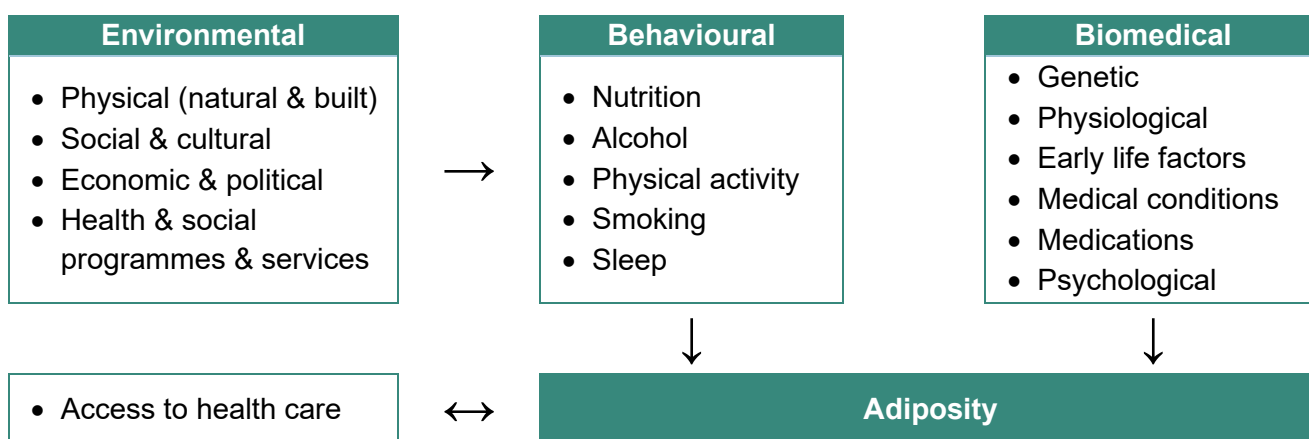 Environmental
• Physical (natural & built)
• Social & cultural
• Economic & political
• Health & social
programmes & services
→
Behavioural
• Nutrition
• Alcohol
• Physical activity
• Smoking
• Sleep
Biomedical
• Genetic
• Physiological
• Early life factors
• Medical conditions
• Medications
• Psychological
↓
↓
• Access to health care
↔
Adiposity